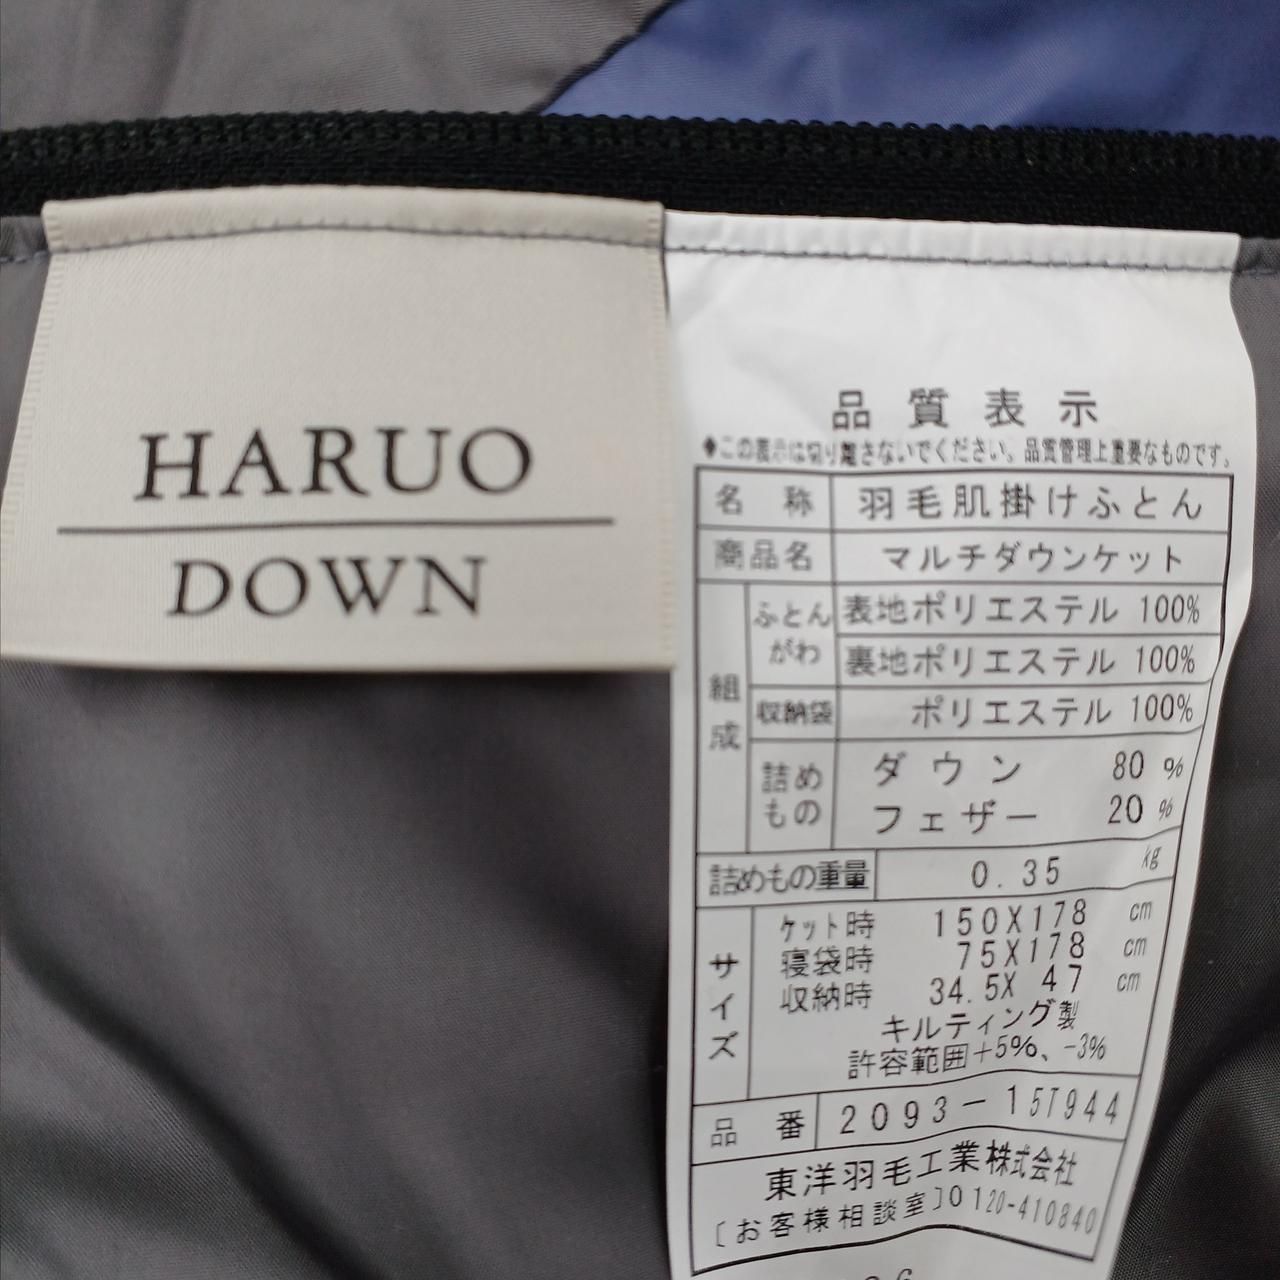 HARUO
DOWN
品質表示
◆この表示は切り離さないでください。品質管理上重要なものです。
名称 羽毛肌掛けふとん
商品名 マルチダウンケット
組成 ふとんがわ 表地ポリエステル 100%
裏地ポリエステル 100%
収納袋 ポリエステル 100%
詰めもの ダウン 80 %
フェザー 20 %
詰めもの重量 0.35 kg
サイズ ケット時 150X178 cm
寝袋時 75X178 cm
収納時 34.5X 47 cm
キルティング製
許容範囲+5%、-3%
品番 2093-15T944
東洋羽毛工業株式会社
〔お客様相談室〕0120-410840